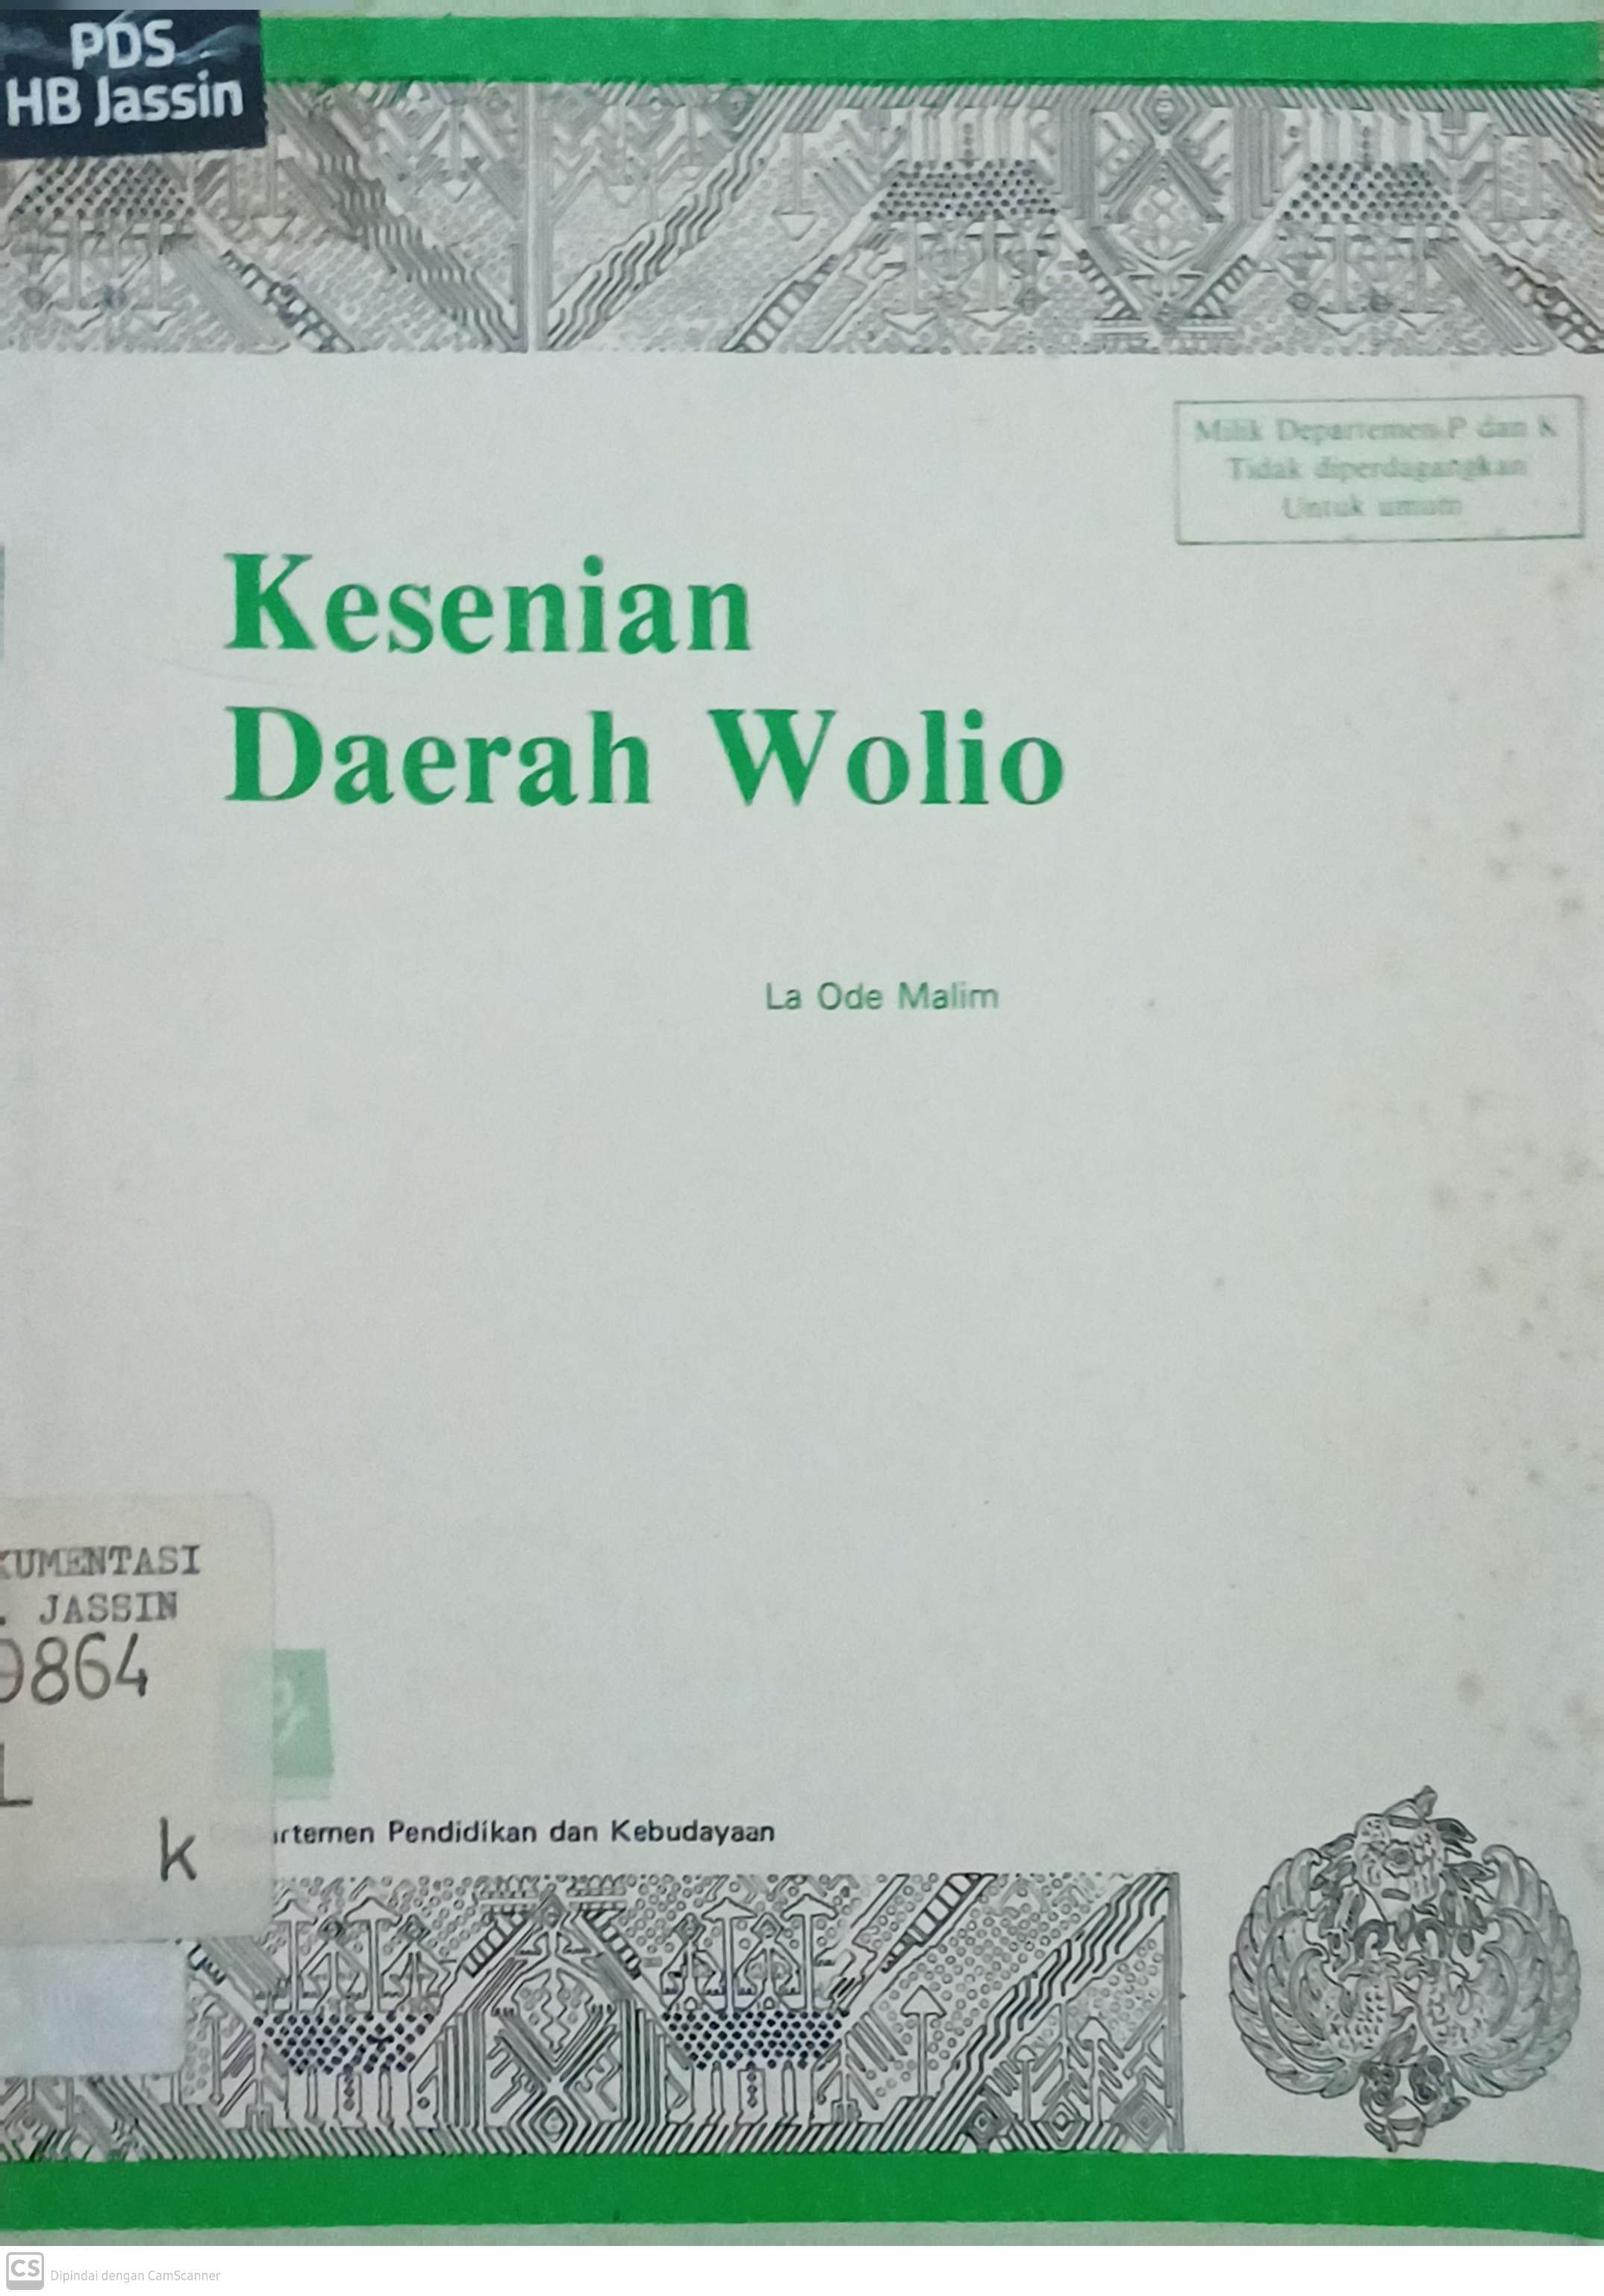 PDS
HB Jassin
Milik Departemen P dan K
Tidak diperdagangkan
Untuk umum
Kesenian
Daerah Wolio
La Ode Malim
KUMENTASI
. JASSIN
9864
L
k
rtemen Pendidikan dan Kebudayaan
CS Dipindai dengan CamScanner